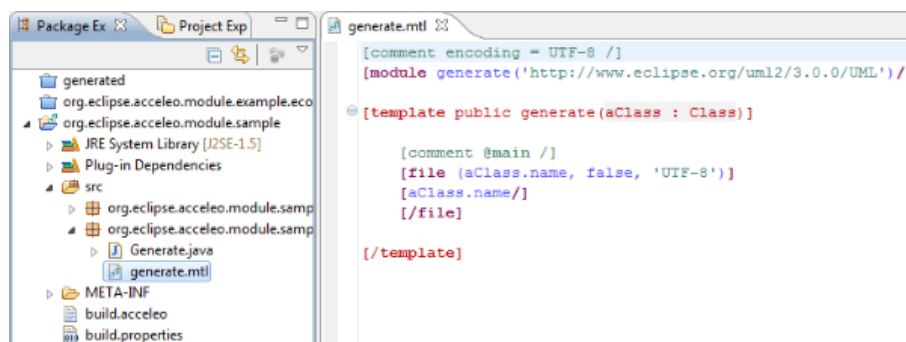 Package Ex
Project Exp
generated
org.eclipse.acceleo.module.example.eco
org.eclipse.acceleo.module.sample
JRE System Library [J2SE-1.5]
Plug-in Dependencies
src
org.eclipse.acceleo.module.samp
org.eclipse.acceleo.module.samp
Generate.java
generate.mtl
META-INF
build.acceleo
build.properties
generate.mtl
[comment encoding = UTF-8 /]
[module generate('http://www.eclipse.org/uml2/3.0.0/UML')/
[template public generate(aClass : Class)]
[comment @main /]
[file (aClass.name, false, 'UTF-8')]
[aClass.name/]
[/file]
[/template]